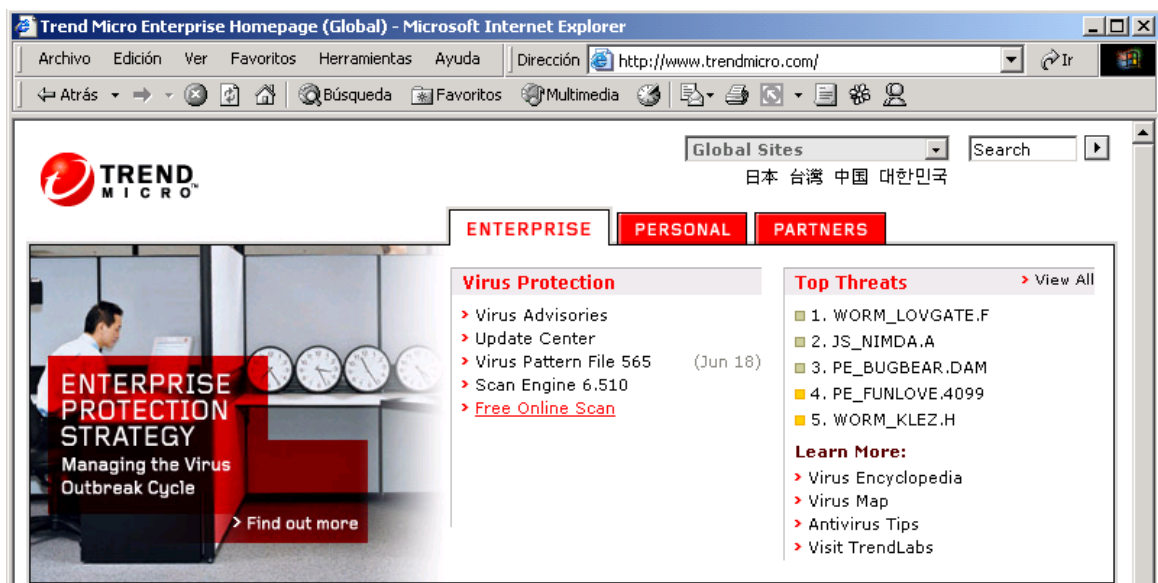 Trend Micro Enterprise Homepage (Global) - Microsoft Internet Explorer
Archivo Edición Ver Favoritos Herramientas Ayuda Dirección http://www.trendmicro.com/ Ir
Atrás Búsqueda Favoritos Multimedia
TREND MICRO™
Global Sites Search
日本 台灣 中国 대한민국
ENTERPRISE PERSONAL PARTNERS
ENTERPRISE
PROTECTION
STRATEGY
Managing the Virus
Outbreak Cycle
> Find out more
Virus Protection
> Virus Advisories
> Update Center
> Virus Pattern File 565 (Jun 18)
> Scan Engine 6.510
> Free Online Scan
Top Threats > View All
1. WORM_LOVGATE.F
2. JS_NIMDA.A
3. PE_BUGBEAR.DAM
4. PE_FUNLOVE.4099
5. WORM_KLEZ.H
Learn More:
> Virus Encyclopedia
> Virus Map
> Antivirus Tips
> Visit TrendLabs